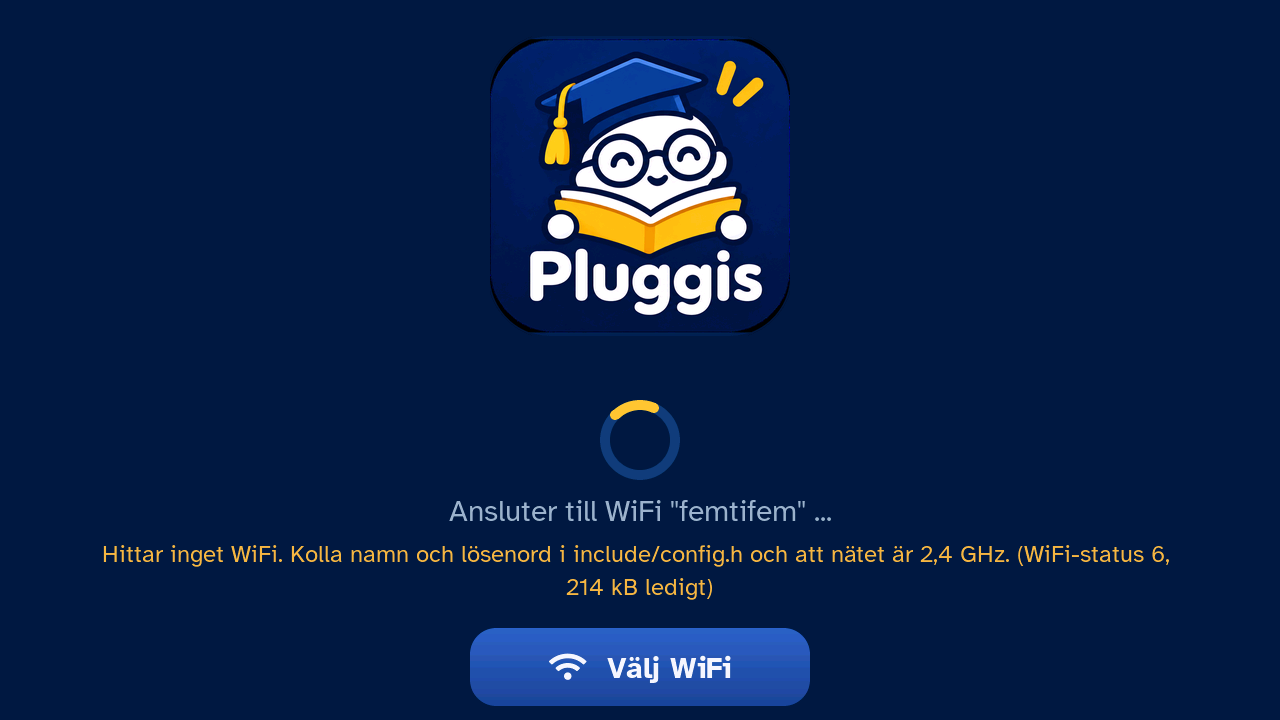 Pluggis
Ansluter till WiFi "femtifem" ...
Hittar inget WiFi. Kolla namn och lösenord i include/config.h och att nätet är 2,4 GHz. (WiFi-status 6,
214 kB ledigt)
Välj WiFi